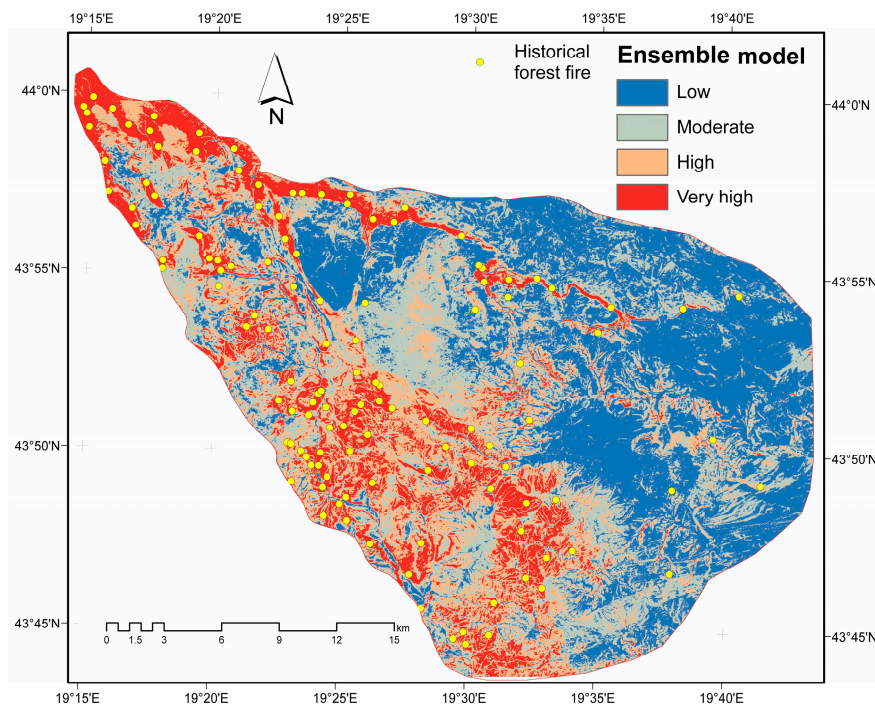 19°15'E 19°20'E 19°25'E 19°30'E 19°35'E 19°40'E
Historical
forest fire
Ensemble model
Low
Moderate
High
Very high
N
44°0'N 44°0'N
43°55'N 43°55'N
43°50'N 43°50'N
43°45'N 43°45'N
0 1.5 3 6 9 12 15 km
19°15'E 19°20'E 19°25'E 19°30'E 19°35'E 19°40'E